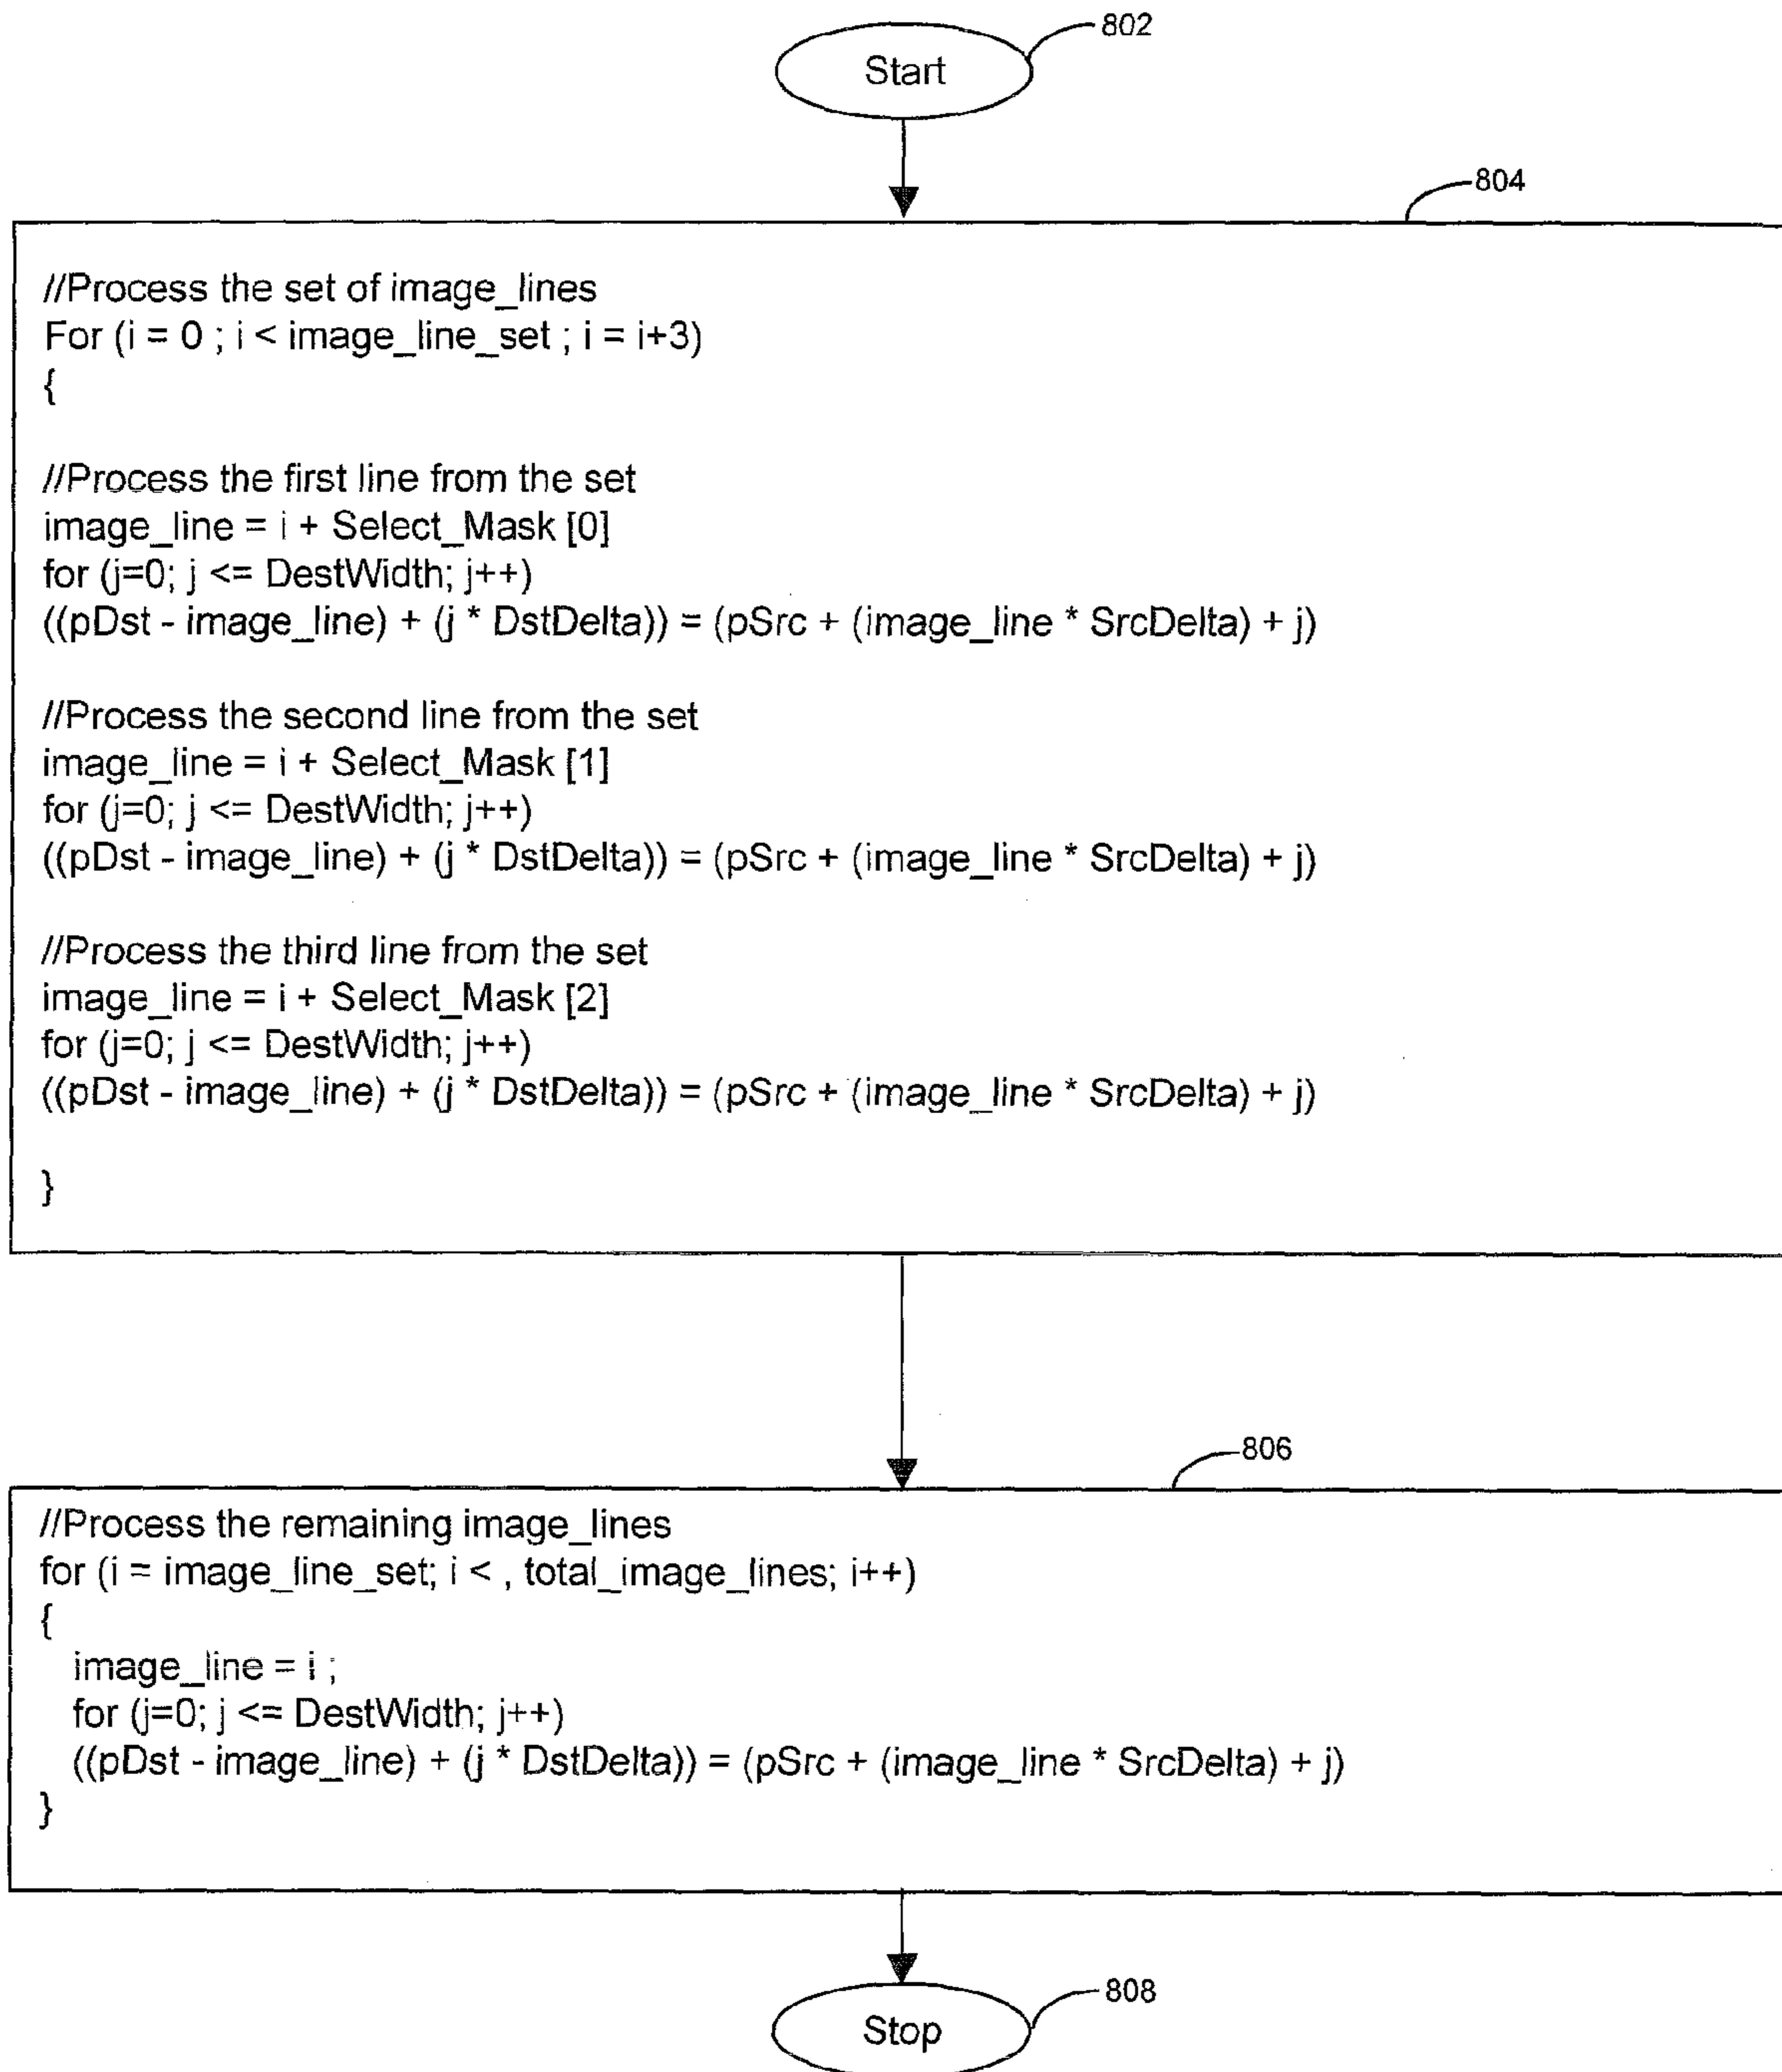 802
Start
804
//Process the set of image_lines
For (i = 0 ; i < image_line_set ; i = i+3)
{
//Process the first line from the set
image_line = i + Select_Mask [0]
for (j=0; j <= DestWidth; j++)
((pDst - image_line) + (j * DstDelta)) = (pSrc + (image_line * SrcDelta) + j)
//Process the second line from the set
image_line = i + Select_Mask [1]
for (j=0; j <= DestWidth; j++)
((pDst - image_line) + (j * DstDelta)) = (pSrc + (image_line * SrcDelta) + j)
//Process the third line from the set
image_line = i + Select_Mask [2]
for (j=0; j <= DestWidth; j++)
((pDst - image_line) + (j * DstDelta)) = (pSrc + (image_line * SrcDelta) + j)
}
806
//Process the remaining image_lines
for (i = image_line_set; i < , total_image_lines; i++)
{
image_line = i ;
for (j=0; j <= DestWidth; j++)
((pDst - image_line) + (j * DstDelta)) = (pSrc + (image_line * SrcDelta) + j)
}
808
Stop